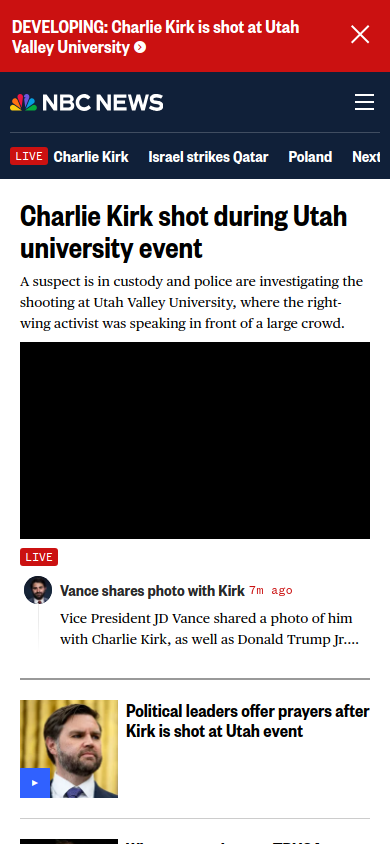 DEVELOPING: Charlie Kirk is shot at Utah
Valley University
NBC NEWS
LIVE Charlie Kirk Israel strikes Qatar Poland Next
Charlie Kirk shot during Utah
university event
A suspect is in custody and police are investigating the
shooting at Utah Valley University, where the right-
wing activist was speaking in front of a large crowd.
LIVE
Vance shares photo with Kirk 7m ago
Vice President JD Vance shared a photo of him
with Charlie Kirk, as well as Donald Trump Jr....
Political leaders offer prayers after
Kirk is shot at Utah event